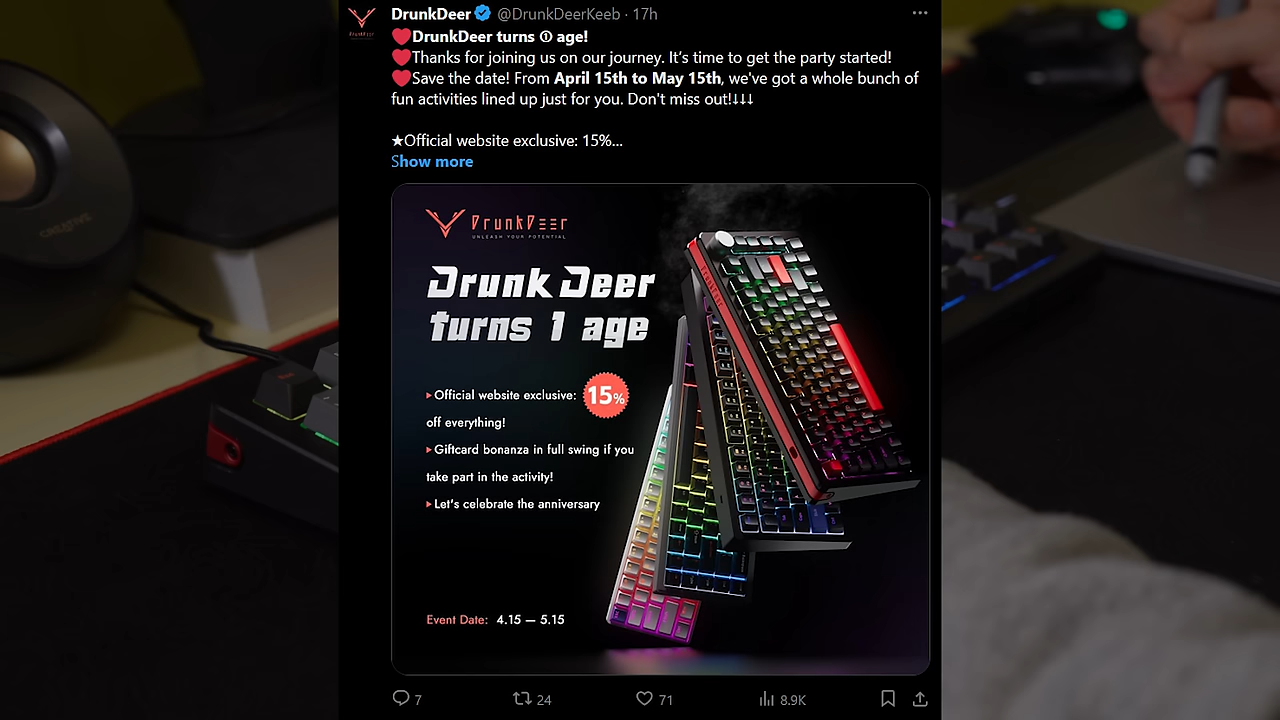 DrunkDeer @DrunkDeerKeeb · 17h
❤️DrunkDeer turns ① age!
❤️Thanks for joining us on our journey. It's time to get the party started!
❤️Save the date! From April 15th to May 15th, we've got a whole bunch of
fun activities lined up just for you. Don't miss out!↓↓↓
★Official website exclusive: 15%...
Show more
DrunkDeer
UNLEASH YOUR POTENTIAL
Drunk Deer
turns 1 age
▸Official website exclusive: 15%
off everything!
▸Giftcard bonanza in full swing if you
take part in the activity!
▸Let's celebrate the anniversary
Event Date: 4.15 — 5.15
7 24 71 8.9K
CREATIVE